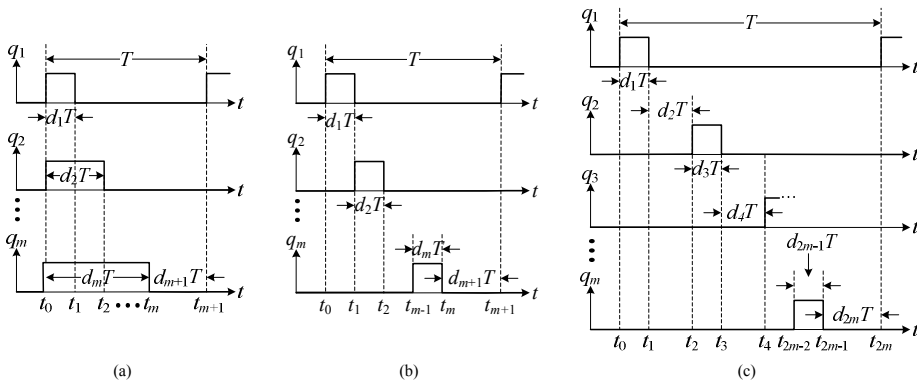 q1
T
t
d1T
q2
d2T
t
qm
dmT
dm+1T
t
t0 t1 t2 •••• tm tm+1
(a)
q1
T
t
d1T
q2
t
d2T
qm
dmT
dm+1T
t
t0 t1 t2 tm-1 tm tm+1
(b)
q1
T
t
d1T
q2
d2T
t
d3T
q3
d4T
t
d2m-1T
qm
d2mT
t
t0 t1 t2 t3 t4 t2m-2 t2m-1 t2m
(c)